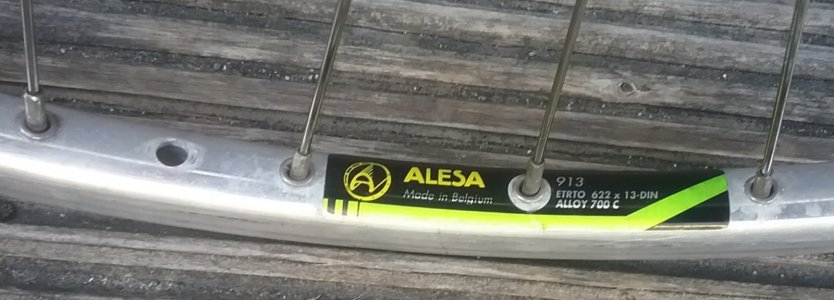 ALESA
Made in Belgium
913
ETRTO 622 x 13-DIN
ALLOY 700 C